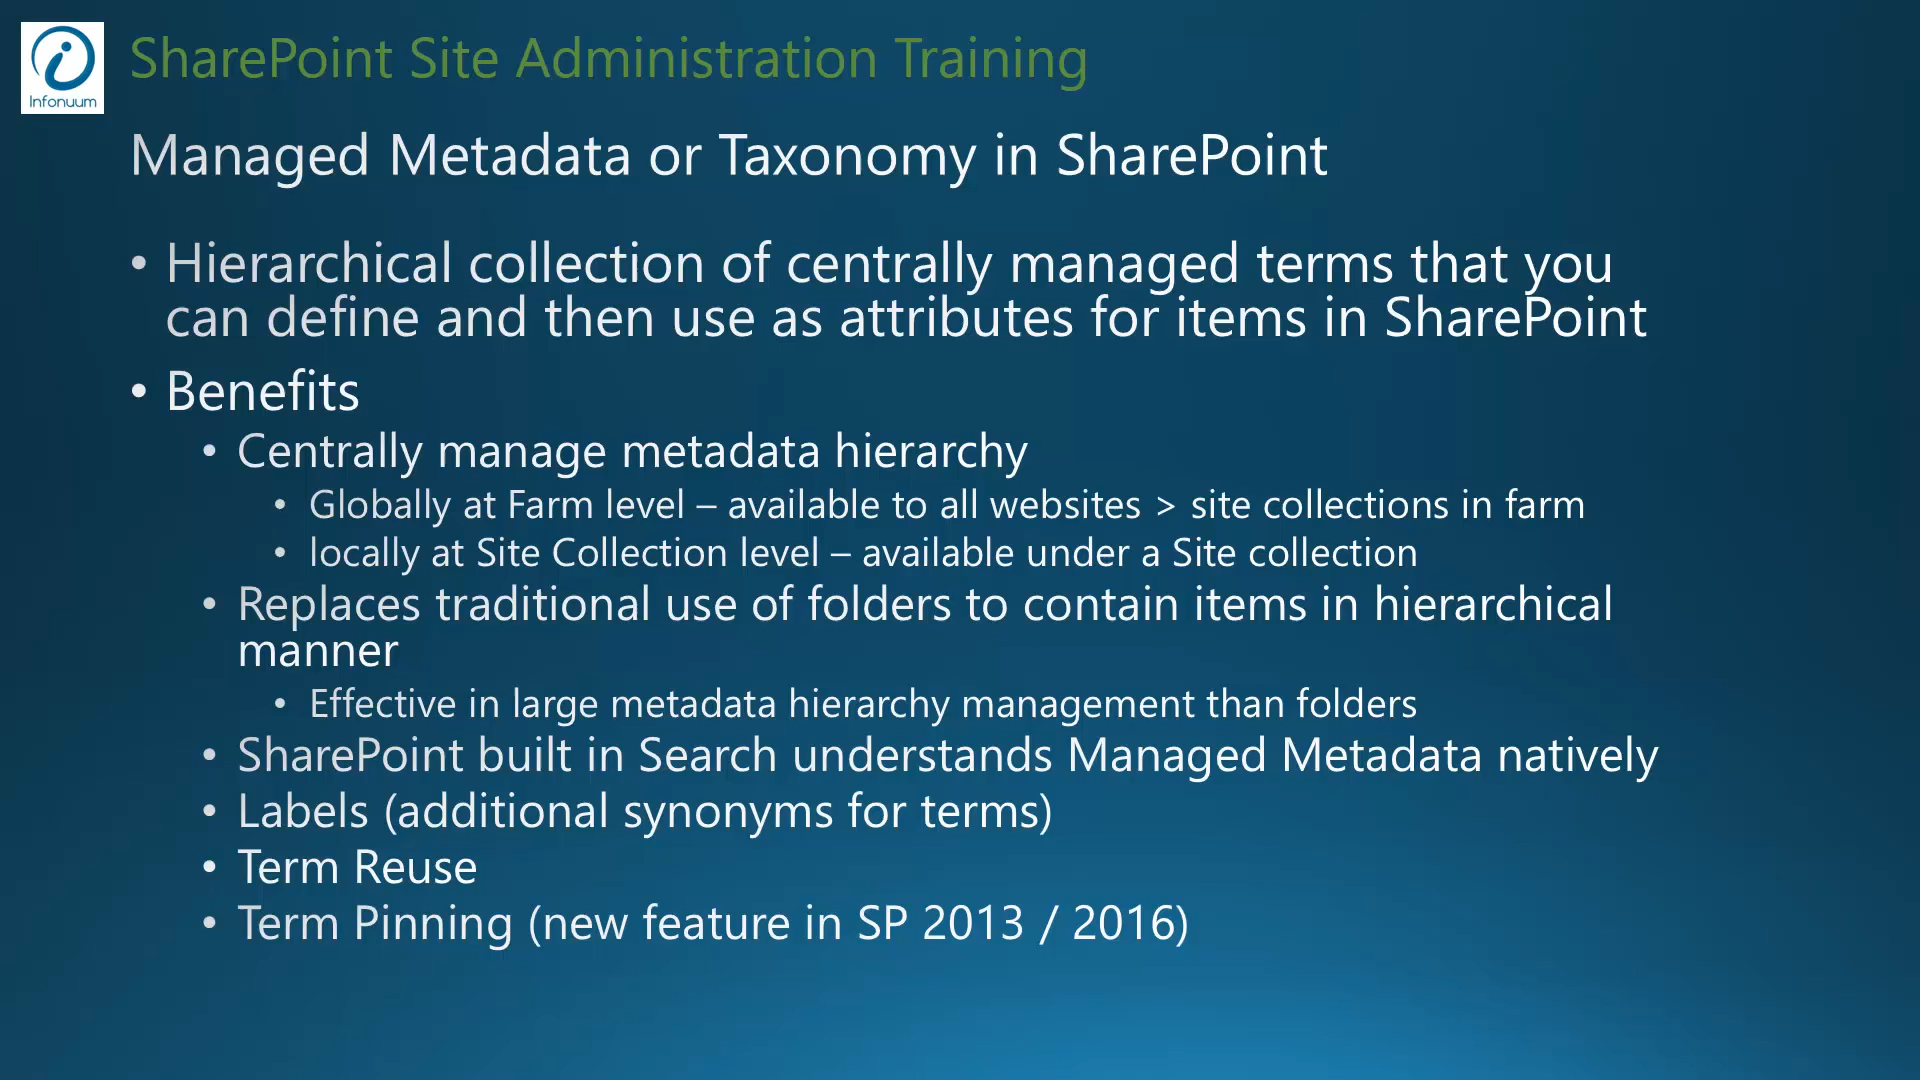 Infonuum
SharePoint Site Administration Training
Managed Metadata or Taxonomy in SharePoint
• Hierarchical collection of centrally managed terms that you
can define and then use as attributes for items in SharePoint
• Benefits
• Centrally manage metadata hierarchy
• Globally at Farm level – available to all websites > site collections in farm
• locally at Site Collection level – available under a Site collection
• Replaces traditional use of folders to contain items in hierarchical
manner
• Effective in large metadata hierarchy management than folders
• SharePoint built in Search understands Managed Metadata natively
• Labels (additional synonyms for terms)
• Term Reuse
• Term Pinning (new feature in SP 2013 / 2016)